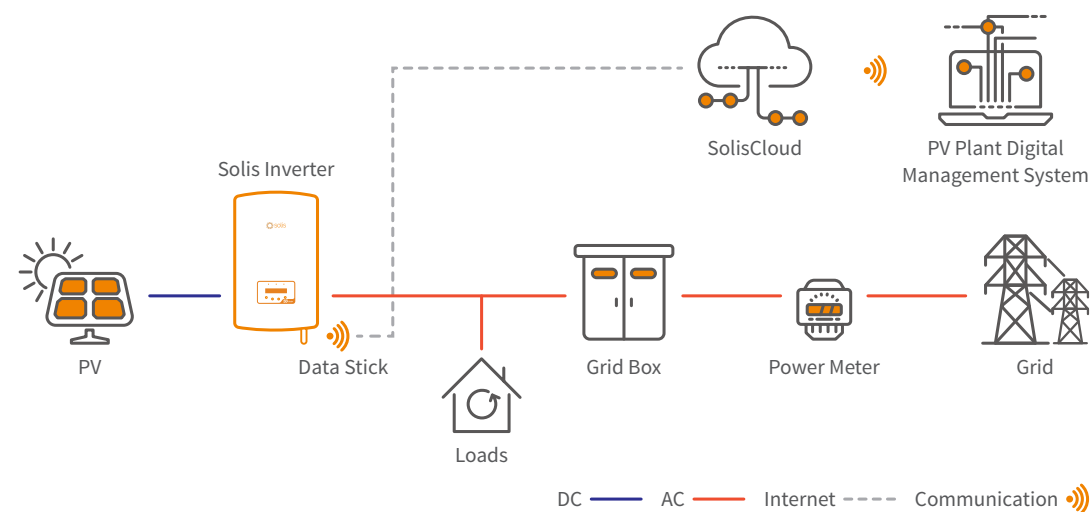 SolisCloud
PV Plant Digital
Management System
Solis Inverter
solis
PV
Data Stick
Grid Box
Power Meter
Grid
Loads
DC
AC
Internet
Communication